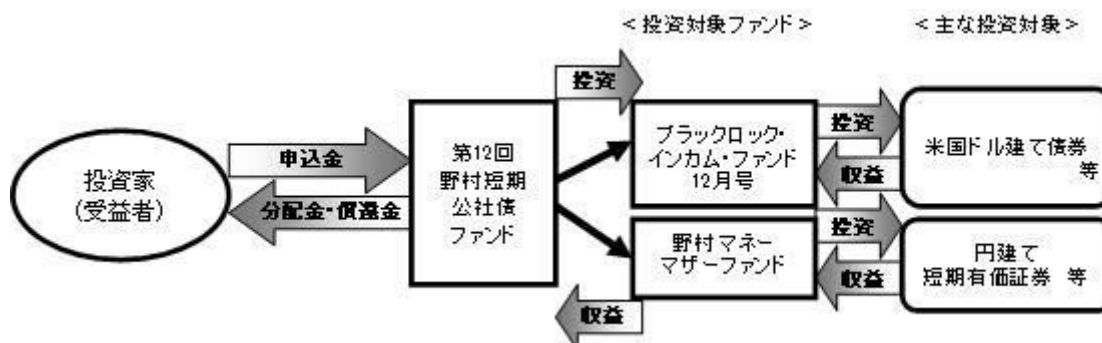 ＜投資対象ファンド＞
＜主な投資対象＞
投資
投資家
(受益者)
申込金
分配金・償還金
第12回
野村短期
公社債
ファンド
ブラックロック・
インカム・ファンド
12月号
投資
収益
米国ドル建て債券
等
野村マネー
マザーファンド
投資
収益
円建て
短期有価証券 等
収益